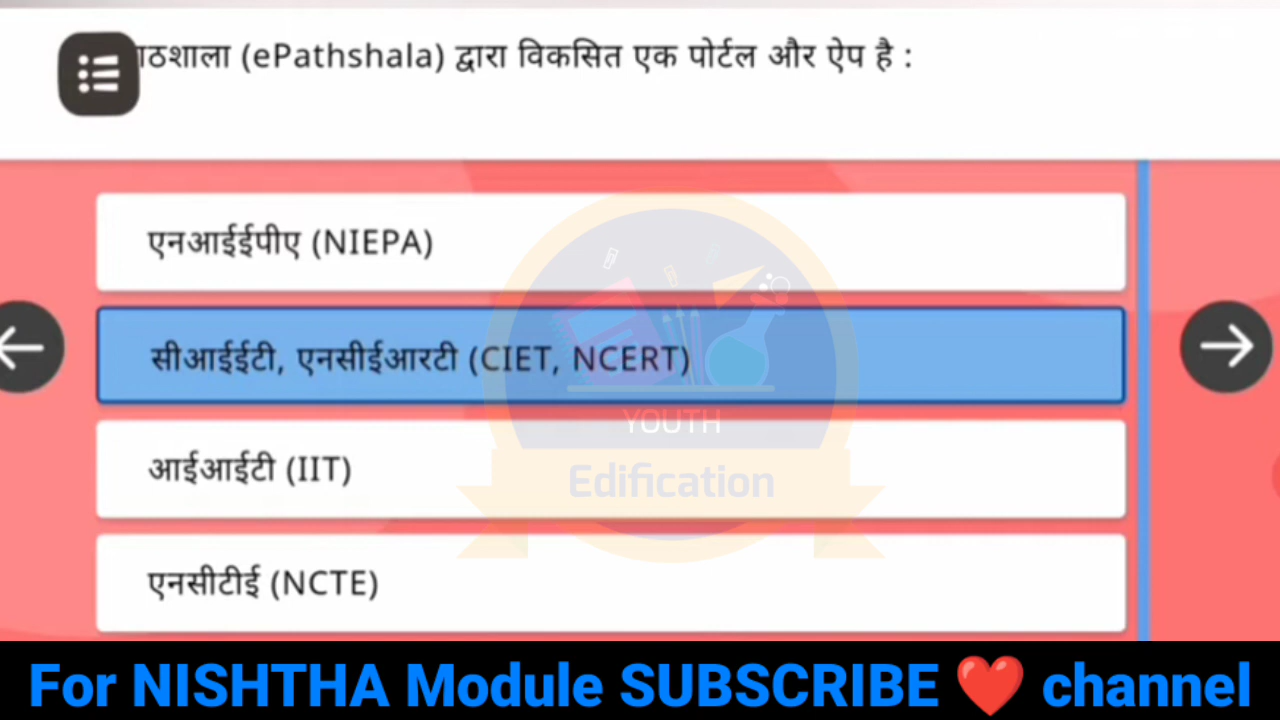 ाठशाला (ePathshala) द्वारा विकसित एक पोर्टल और ऐप है :
एनआईईपीए (NIEPA)
सीआईईटी, एनसीईआरटी (CIET, NCERT)
आईआईटी (IIT)
एनसीटीई (NCTE)
YOUTH
Edification
For NISHTHA Module SUBSCRIBE ❤️ channel